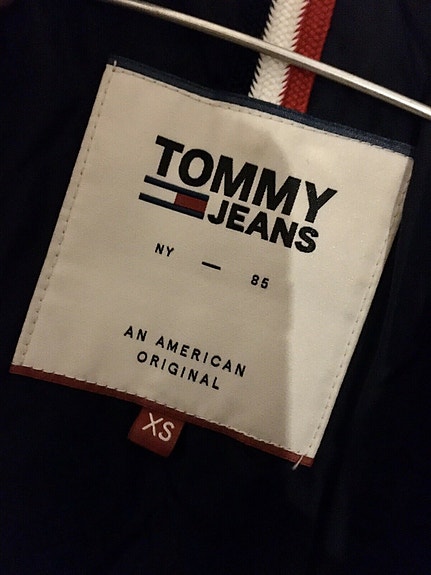 TOMMY
JEANS
NY — 85
AN AMERICAN
ORIGINAL
XS